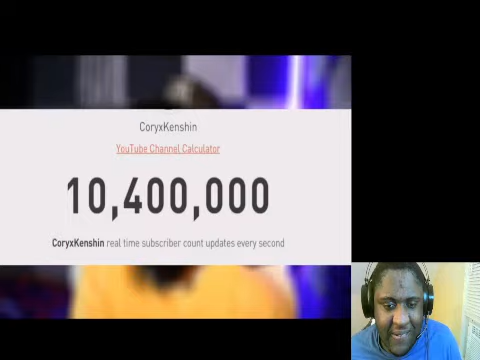 CoryxKenshin
YouTube Channel Calculator
10,400,000
CoryxKenshin real time subscriber count updates every second